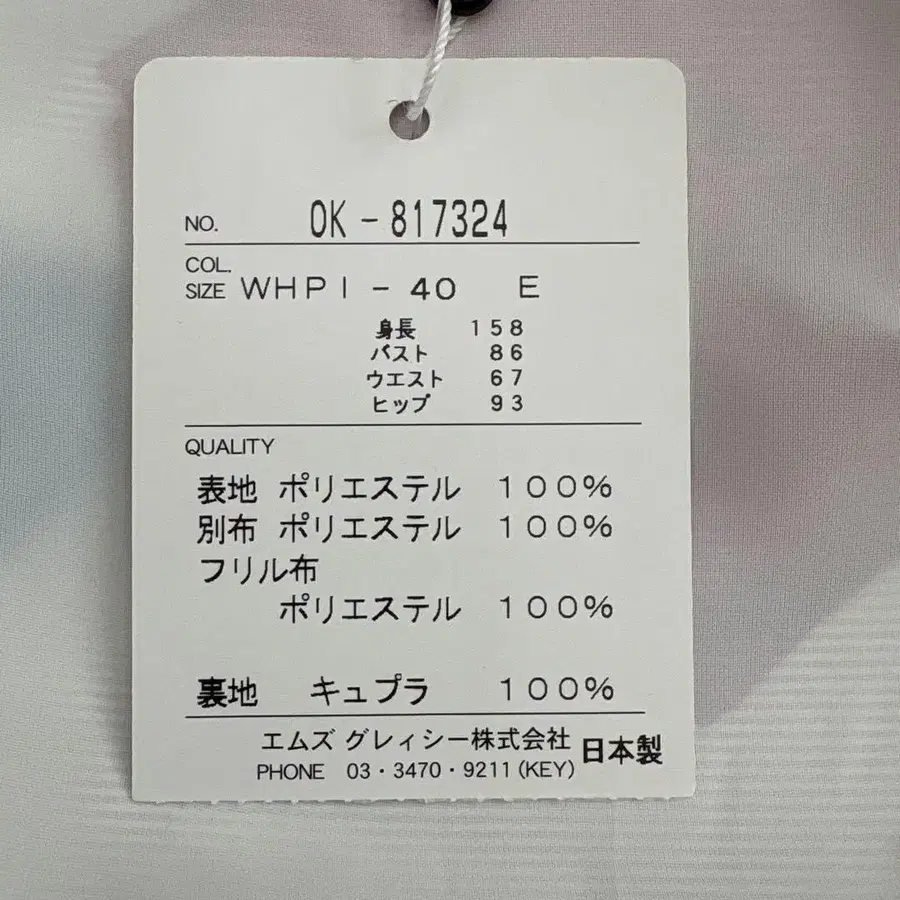 NO. OK-817324
COL.
SIZE WHPI-40 E
身長 158
バスト 86
ウエスト 67
ヒップ 93
QUALITY
表地 ポリエステル 100%
別布 ポリエステル 100%
フリル布
ポリエステル 100%
裏地 キュプラ 100%
エムズ グレィシー株式会社 日本製
PHONE 03・3470・9211(KEY)